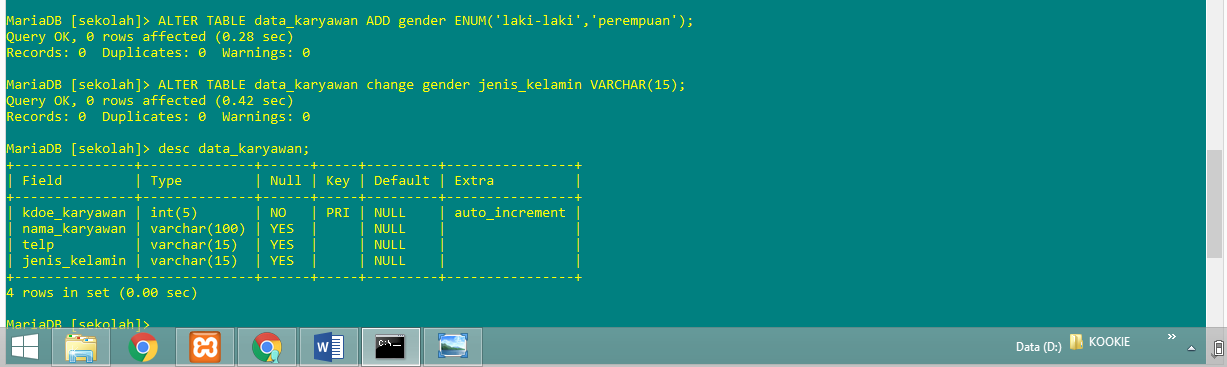 MariaDB [sekolah]> ALTER TABLE data_karyawan ADD gender ENUM('laki-laki','perempuan');
Query OK, 0 rows affected (0.28 sec)
Records: 0  Duplicates: 0  Warnings: 0
MariaDB [sekolah]> ALTER TABLE data_karyawan change gender jenis_kelamin VARCHAR(15);
Query OK, 0 rows affected (0.42 sec)
Records: 0  Duplicates: 0  Warnings: 0
MariaDB [sekolah]> desc data_karyawan;
+---------------+--------------+------+-----+---------+----------------+
| Field         | Type         | Null | Key | Default | Extra          |
+---------------+--------------+------+-----+---------+----------------+
| kdoe_karyawan | int(5)       | NO   | PRI | NULL    | auto_increment |
| nama_karyawan | varchar(100) | YES  |     | NULL    |                |
| telp          | varchar(15)  | YES  |     | NULL    |                |
| jenis_kelamin | varchar(15)  | YES  |     | NULL    |                |
+---------------+--------------+------+-----+---------+----------------+
4 rows in set (0.00 sec)
MariaDB [sekolah]>
Data (D:) KOOKIE »